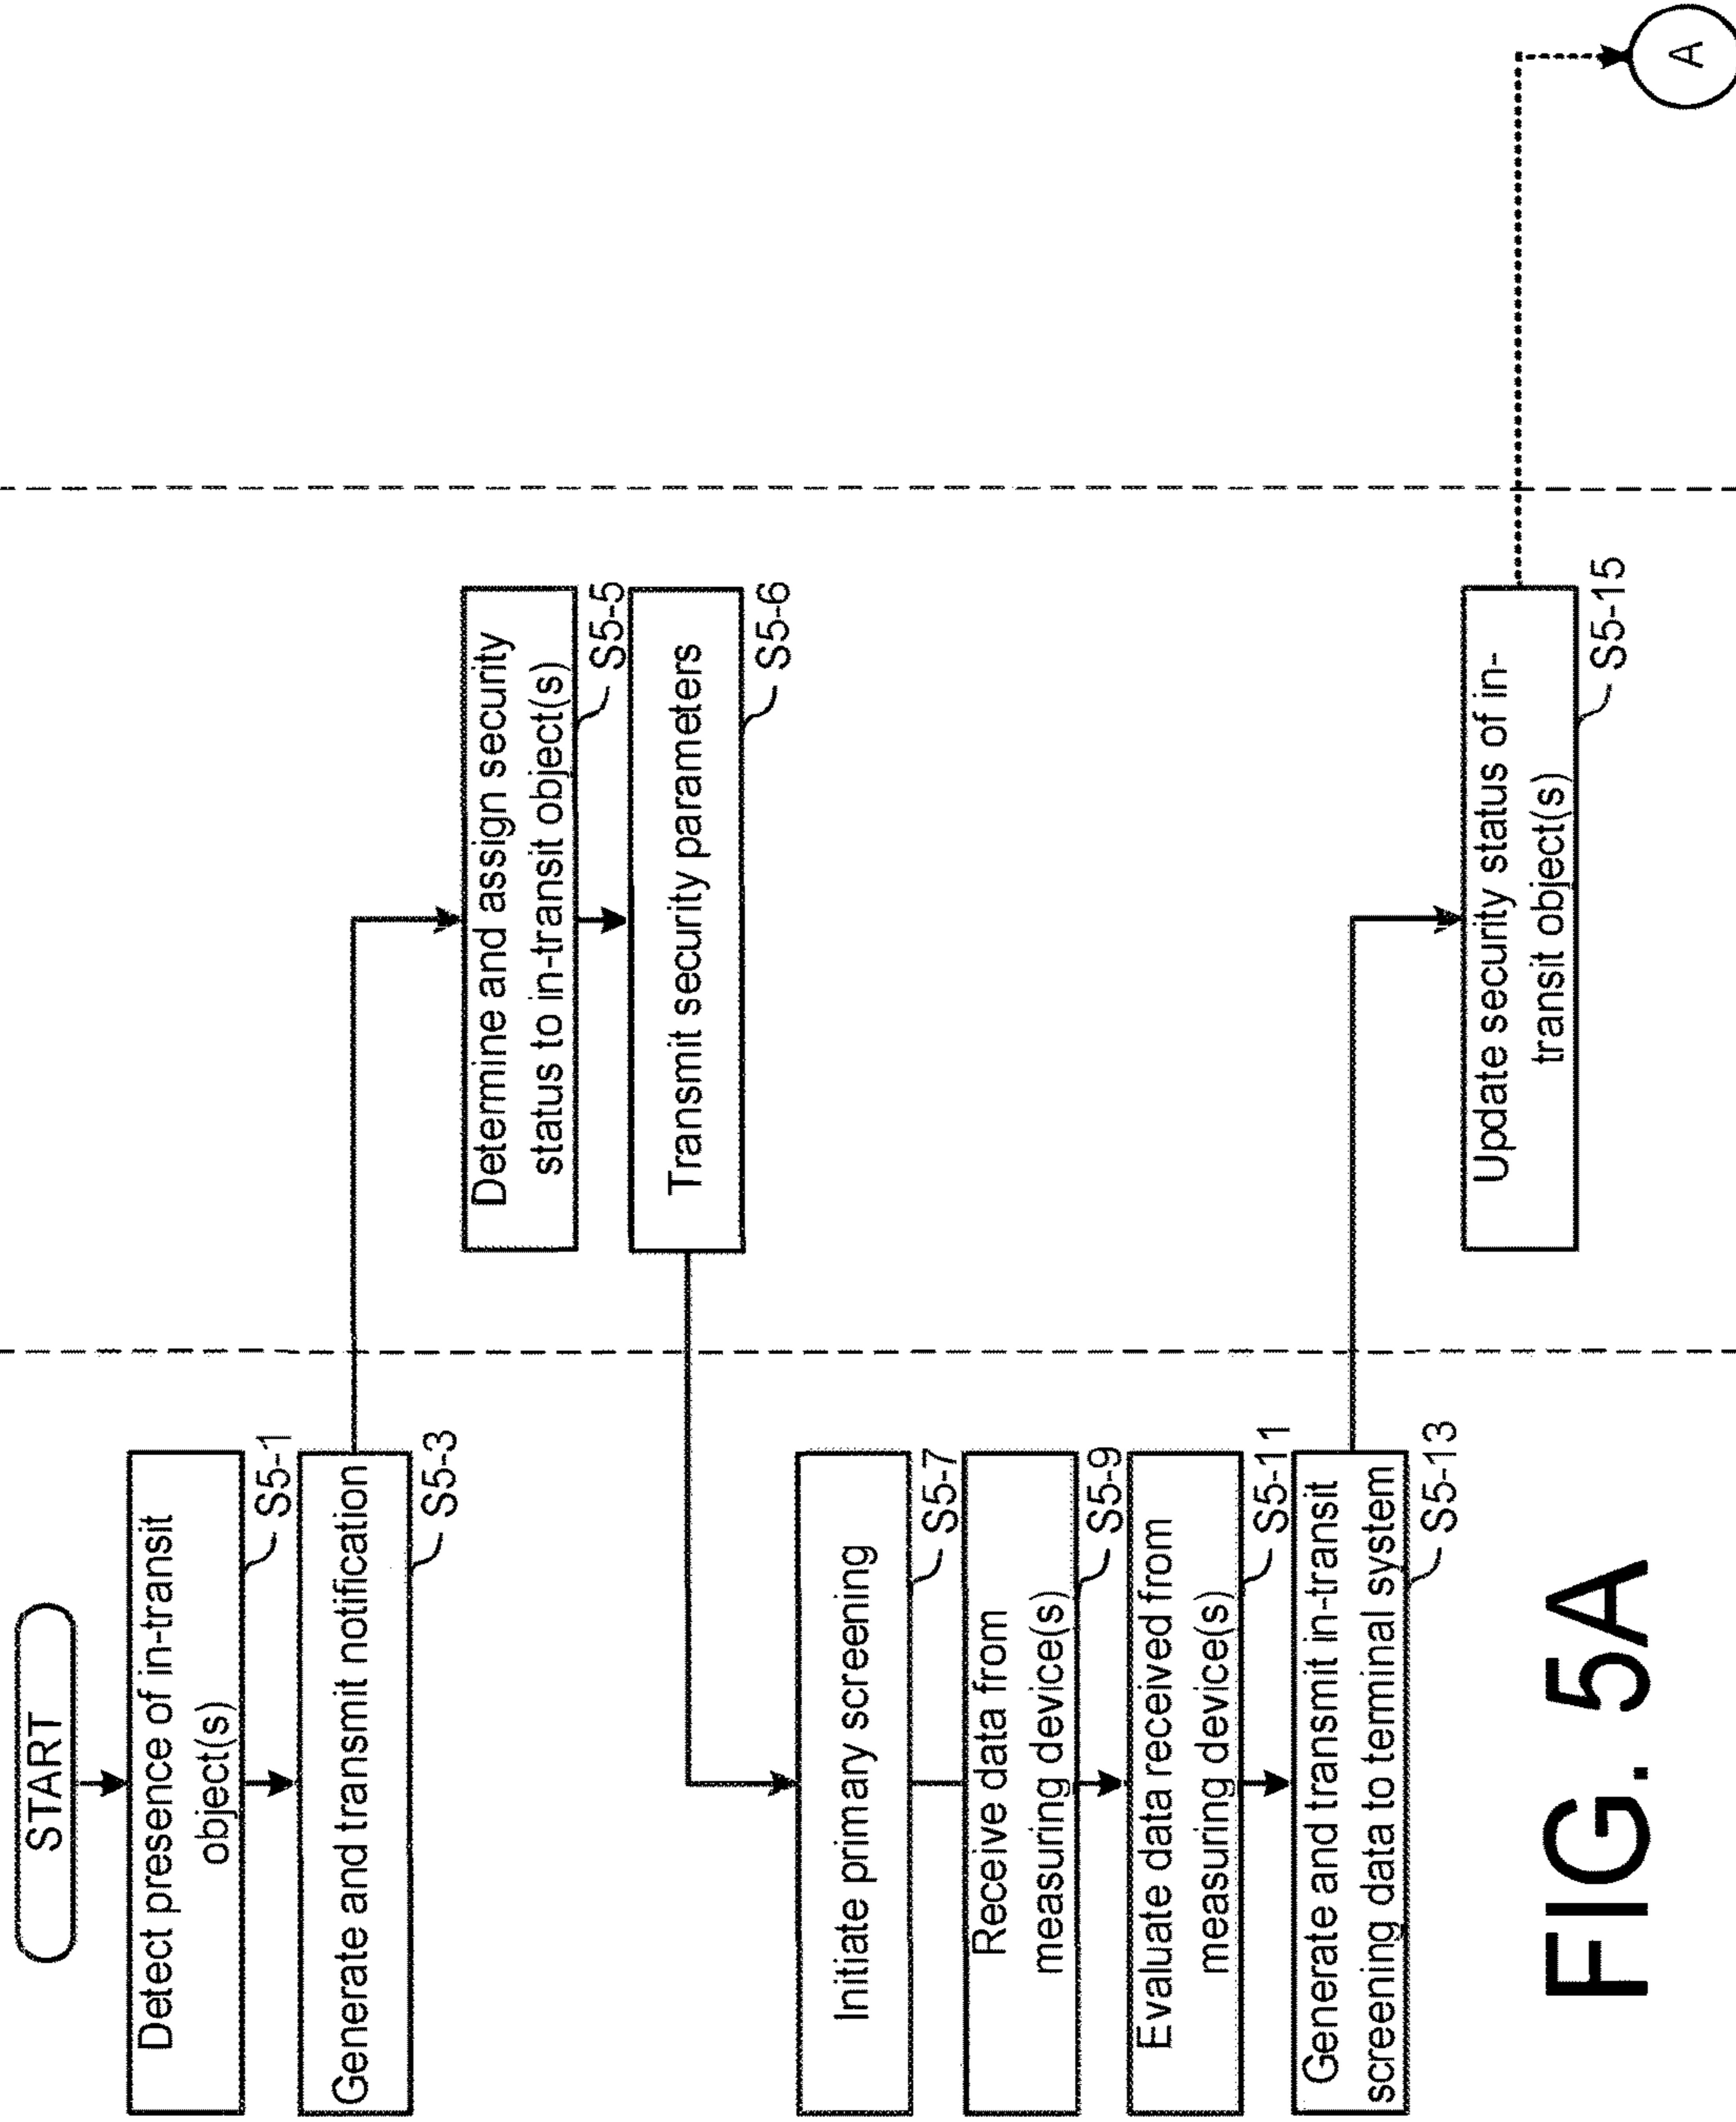 START
Detect presence of in-transit
object(s)
S5-1
Generate and transmit notification
S5-3
Determine and assign security
status to in-transit object(s)
S5-5
Transmit security parameters
S5-6
Initiate primary screening
S5-7
Receive data from
measuring device(s)
S5-9
Evaluate data received from
measuring device(s)
S5-11
Generate and transmit in-transit
screening data to terminal system
S5-13
Update security status of in-
transit object(s)
S5-15
A
FIG. 5A